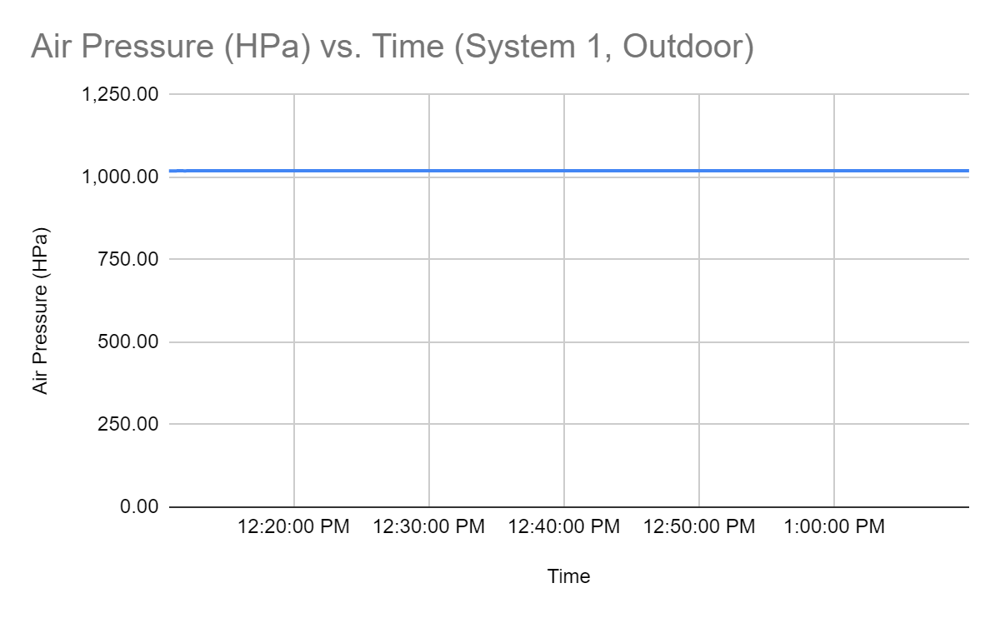 Air Pressure (HPa) vs. Time (System 1, Outdoor)
1,250.00
1,000.00
750.00
500.00
250.00
0.00
Air Pressure (HPa)
12:20:00 PM 12:30:00 PM 12:40:00 PM 12:50:00 PM 1:00:00 PM
Time